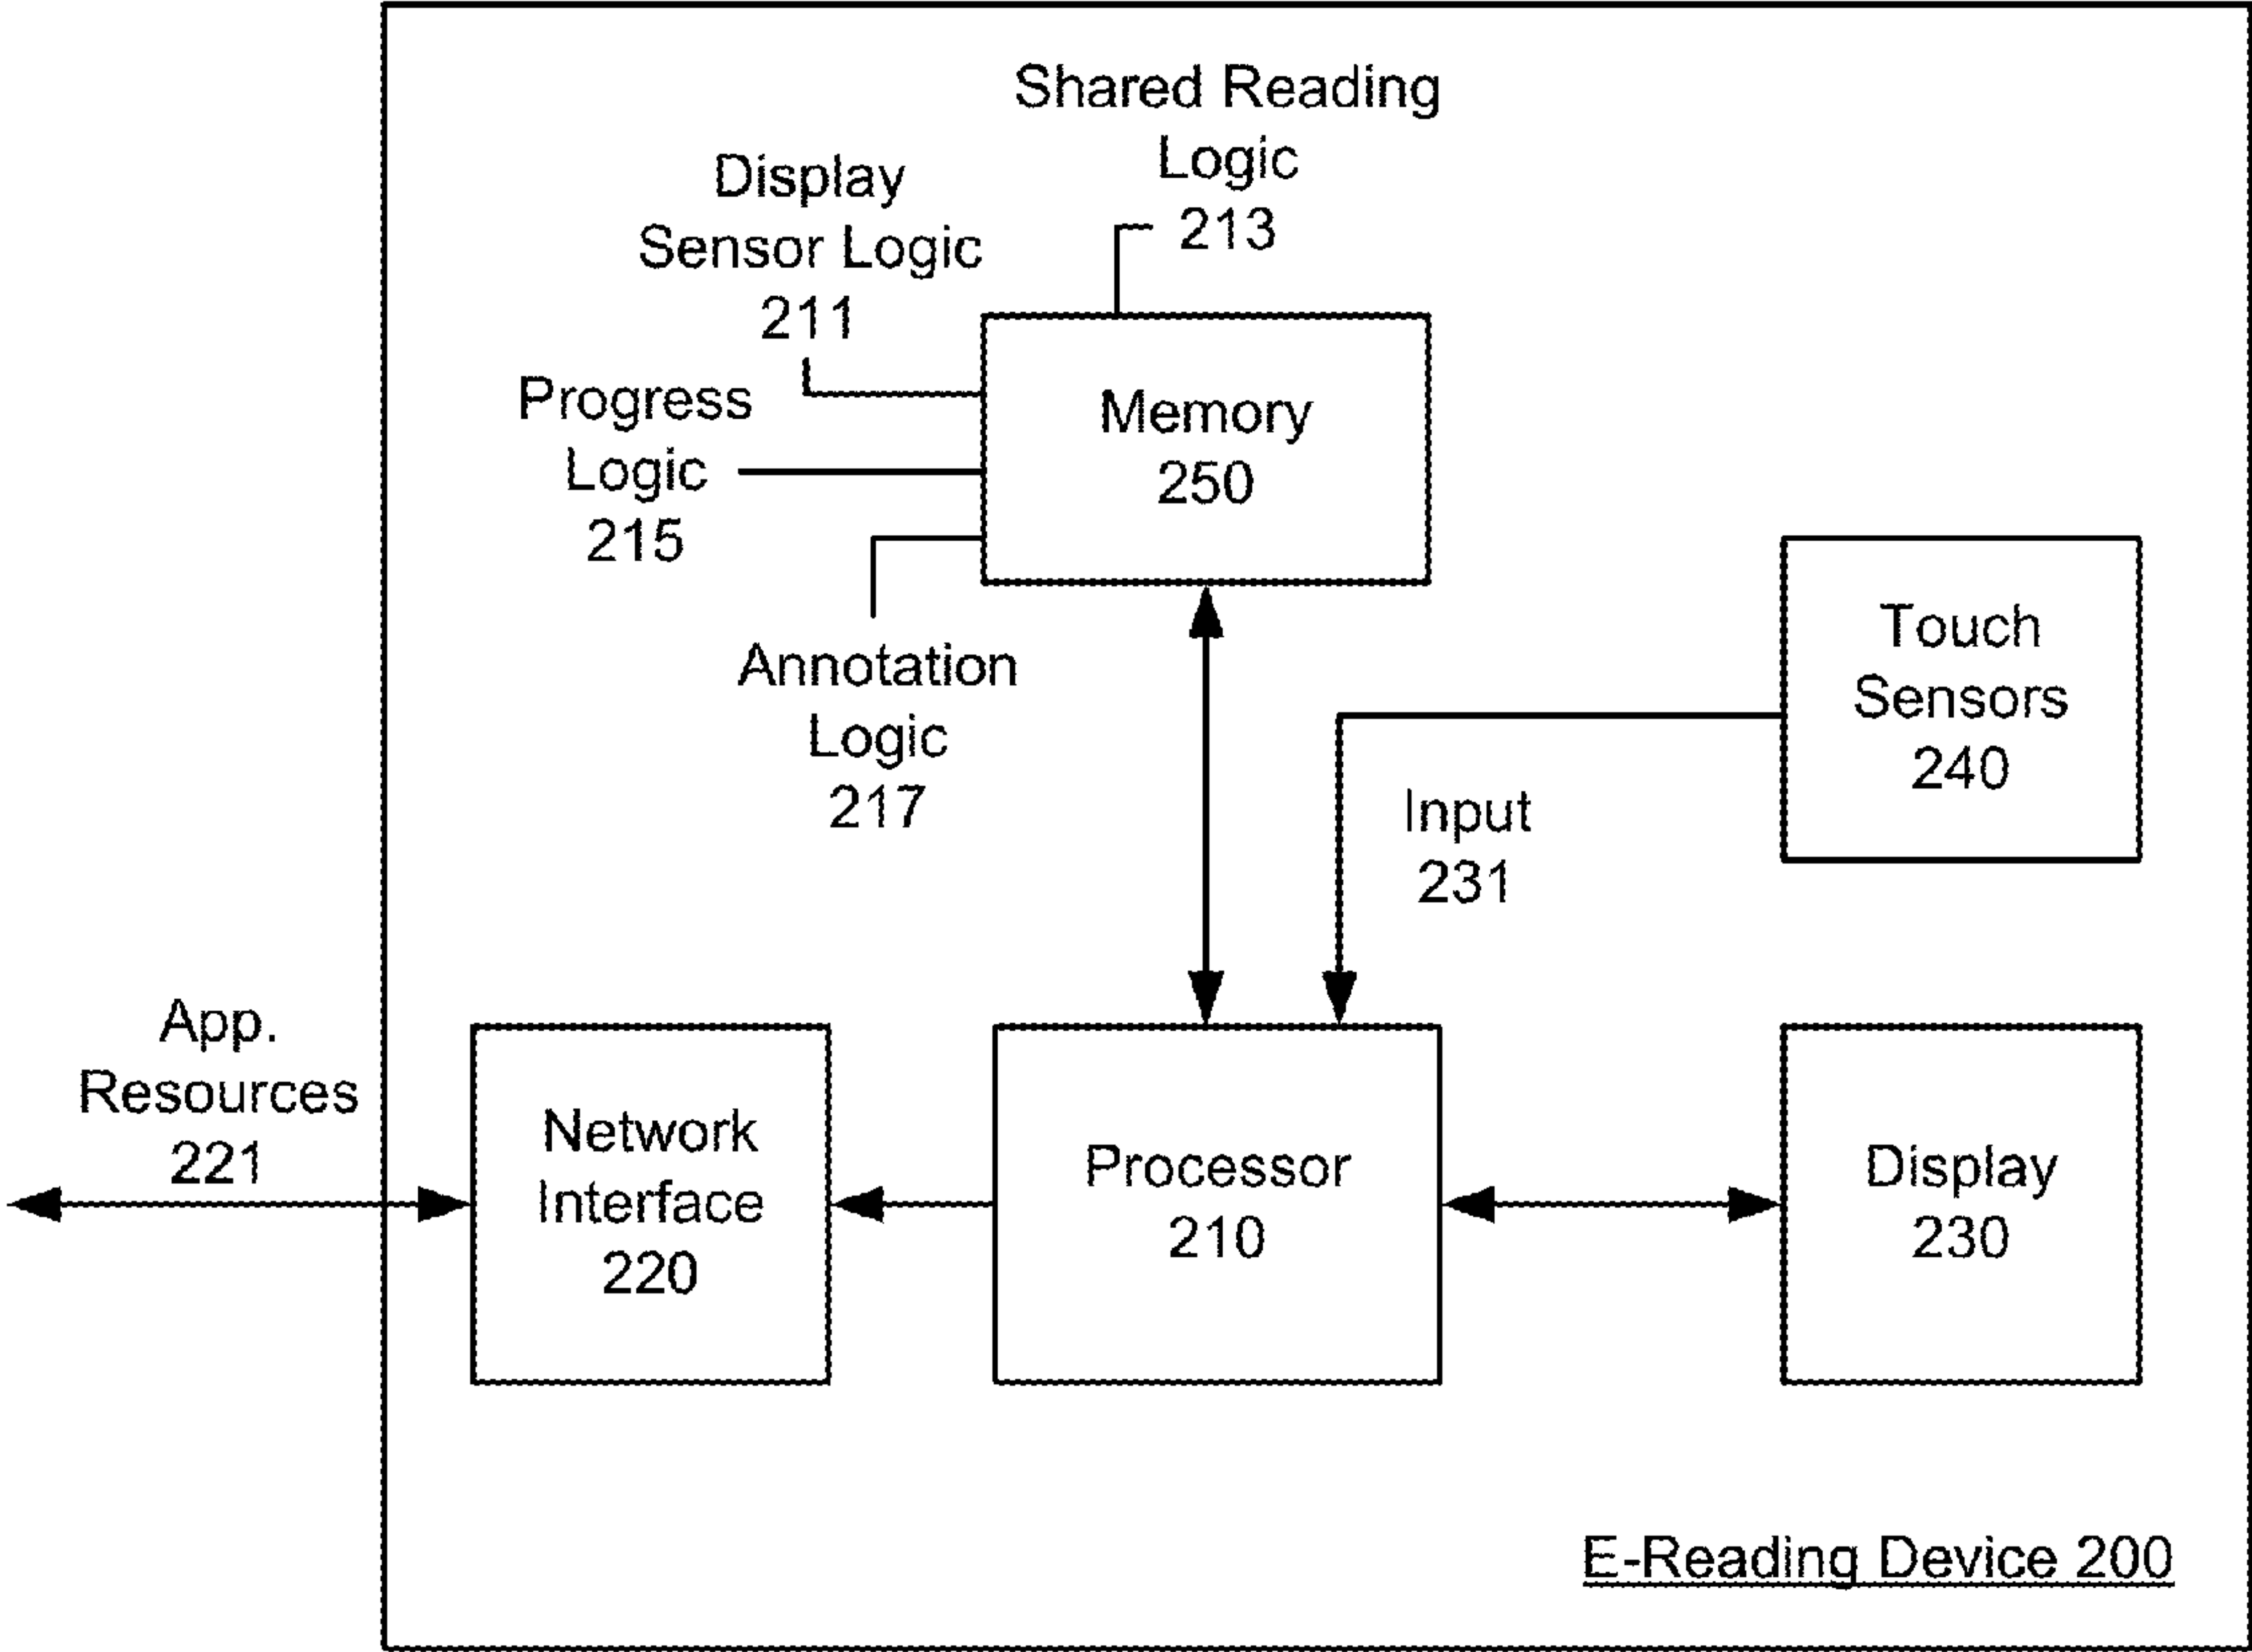 Shared Reading
Logic
213
Display
Sensor Logic
211
Progress
Logic
215
Memory
250
Annotation
Logic
217
Touch
Sensors
240
Input
231
App.
Resources
221
Network
Interface
220
Processor
210
Display
230
E-Reading Device 200